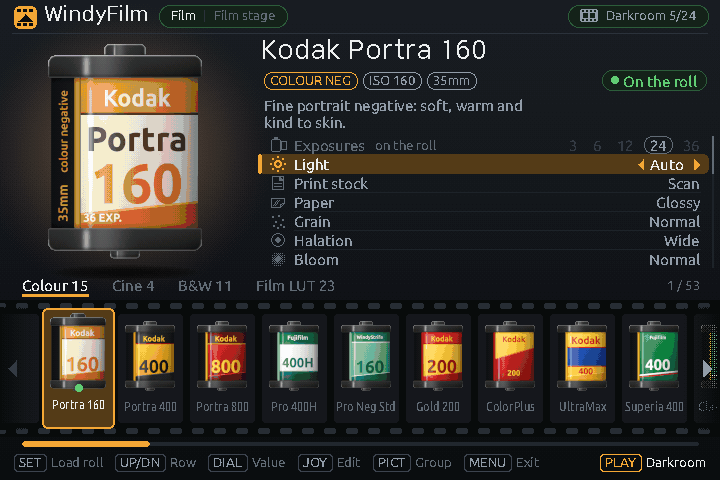 WindyFilm Film Film stage Darkroom 5/24
Kodak Portra 160
COLOUR NEG ISO 160 35mm On the roll
Fine portrait negative: soft, warm and
kind to skin.
Kodak
Portra
160
36 EXP.
35mm colour negative
Exposures on the roll 3 6 12 24 36
Light Auto
Print stock Scan
Paper Glossy
Grain Normal
Halation Wide
Bloom Normal
Colour 15 Cine 4 B&W 11 Film LUT 23 1 / 53
Kodak 160
Kodak 400
Kodak 800
Fujifilm 400H
160
Kodak 200
Kodak 200
Kodak 400
Fujifilm 400
Portra 160 Portra 400 Portra 800 Pro 400H Pro Neg Std Gold 200 ColorPlus UltraMax Superia 400
SET Load roll UP/DN Row DIAL Value JOY Edit PICT Group MENU Exit PLAY Darkroom